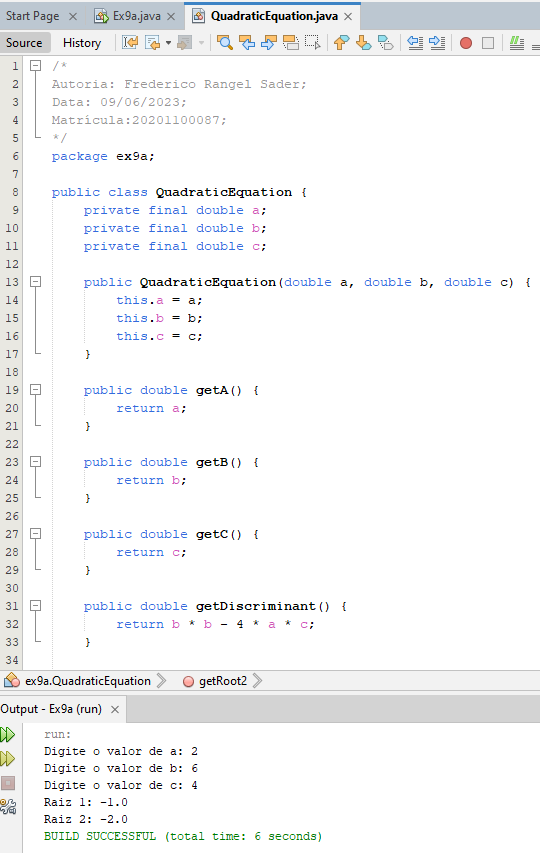 Start Page × Ex9a.java × QuadraticEquation.java ×
Source History
1 /*
2 Autoria: Frederico Rangel Sader;
3 Data: 09/06/2023;
4 Matrícula:20201100087;
5 */
6 package ex9a;
7
8 public class QuadraticEquation {
9     private final double a;
10     private final double b;
11     private final double c;
12
13     public QuadraticEquation(double a, double b, double c) {
14         this.a = a;
15         this.b = b;
16         this.c = c;
17     }
18
19     public double getA() {
20         return a;
21     }
22
23     public double getB() {
24         return b;
25     }
26
27     public double getC() {
28         return c;
29     }
30
31     public double getDiscriminant() {
32         return b * b - 4 * a * c;
33     }
34
ex9a.QuadraticEquation getRoot2
Output - Ex9a (run) ×
run:
Digite o valor de a: 2
Digite o valor de b: 6
Digite o valor de c: 4
Raiz 1: -1.0
Raiz 2: -2.0
BUILD SUCCESSFUL (total time: 6 seconds)